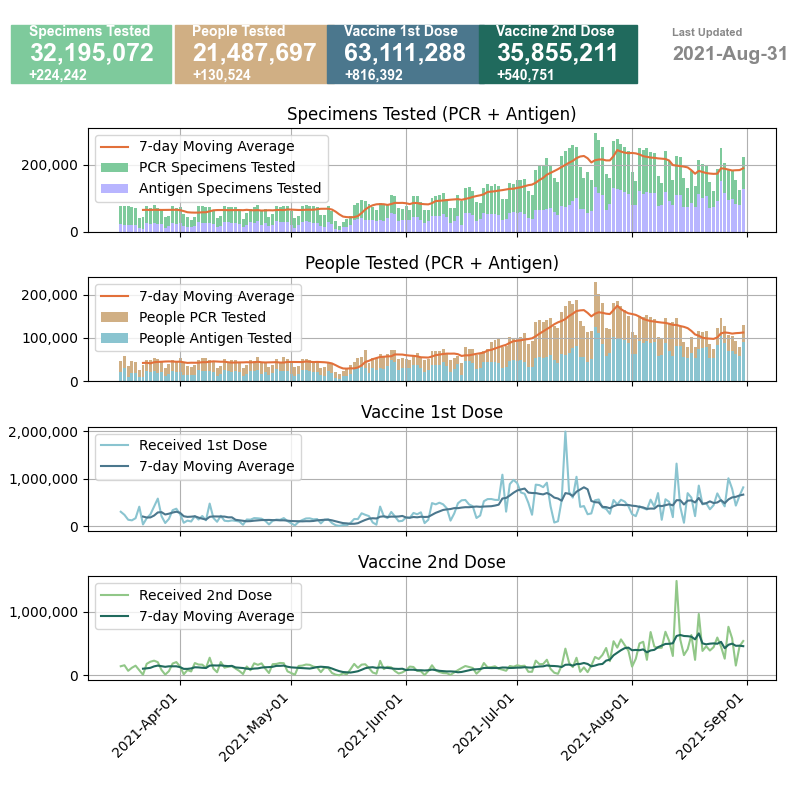 Specimens Tested
32,195,072
+224,242
People Tested
21,487,697
+130,524
Vaccine 1st Dose
63,111,288
+816,392
Vaccine 2nd Dose
35,855,211
+540,751
Last Updated
2021-Aug-31
Specimens Tested (PCR + Antigen)
200,000
0
7-day Moving Average
PCR Specimens Tested
Antigen Specimens Tested
People Tested (PCR + Antigen)
200,000
100,000
0
7-day Moving Average
People PCR Tested
People Antigen Tested
Vaccine 1st Dose
2,000,000
1,000,000
0
Received 1st Dose
7-day Moving Average
Vaccine 2nd Dose
1,000,000
0
Received 2nd Dose
7-day Moving Average
2021-Apr-01
2021-May-01
2021-Jun-01
2021-Jul-01
2021-Aug-01
2021-Sep-01